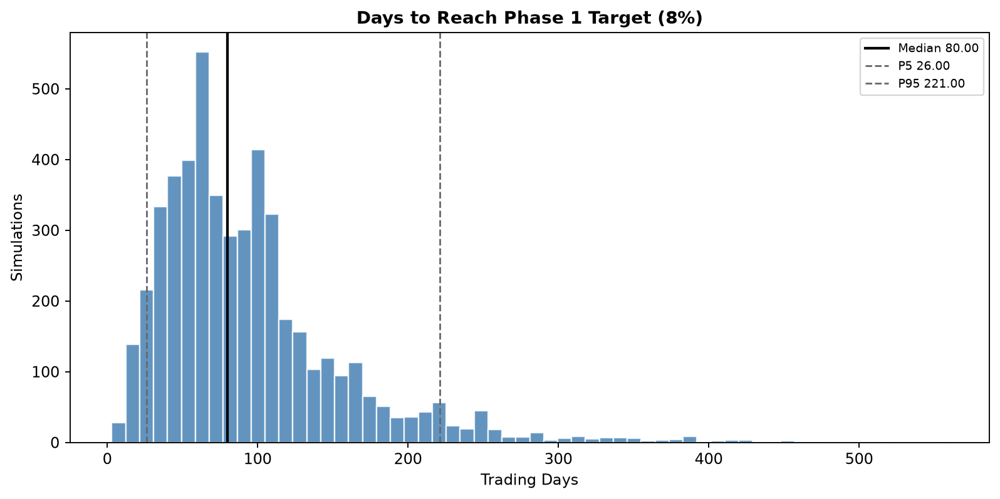 Days to Reach Phase 1 Target (8%)
Median 80.00
P5 26.00
P95 221.00
Simulations
500
400
300
200
100
0
0 100 200 300 400 500
Trading Days